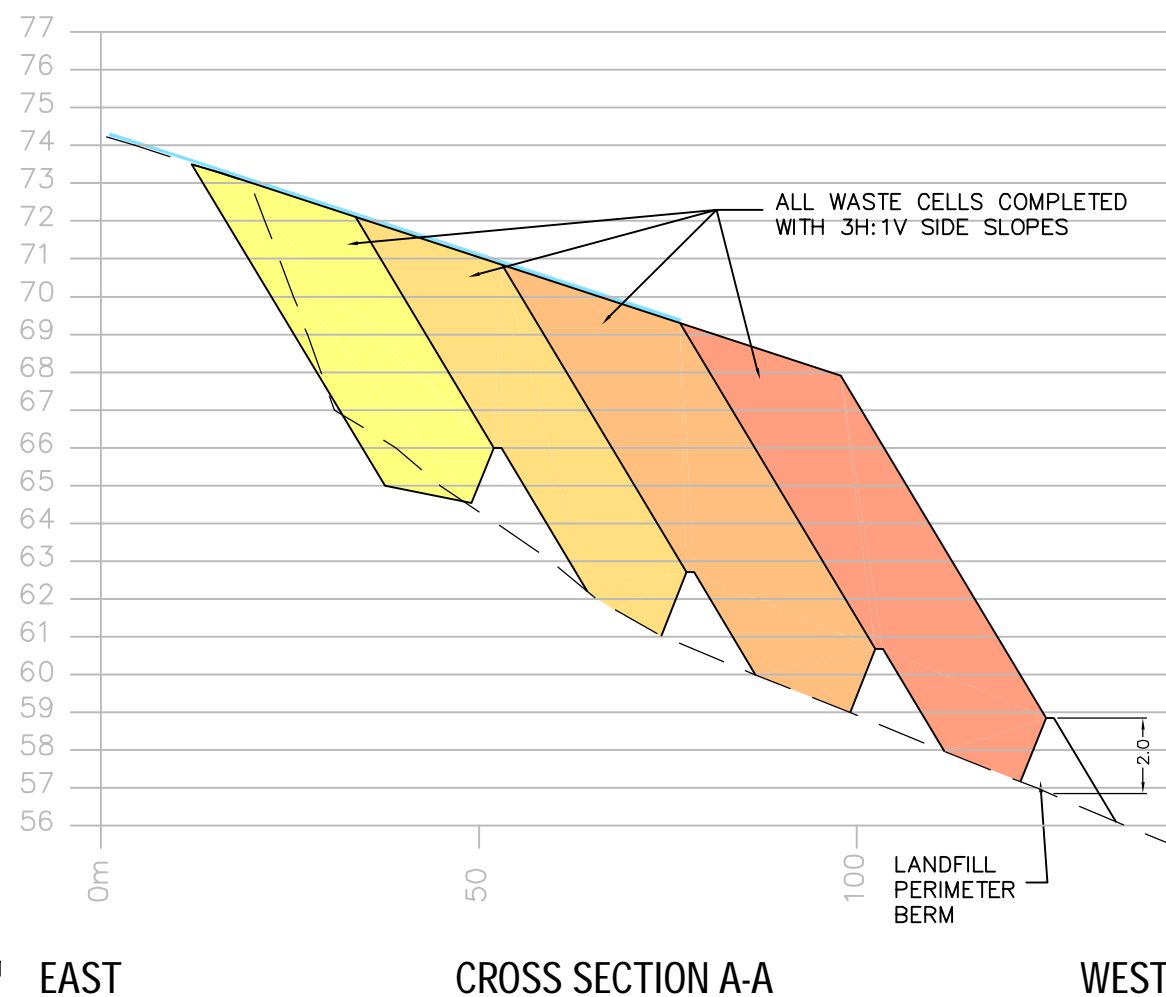 77
76
75
74
73
72
71
70
69
68
67
66
65
64
63
62
61
60
59
58
57
56
ALL WASTE CELLS COMPLETED
WITH 3H:1V SIDE SLOPES
2.0
0m
50
100
LANDFILL
PERIMETER
BERM
EAST
CROSS SECTION A-A
WEST